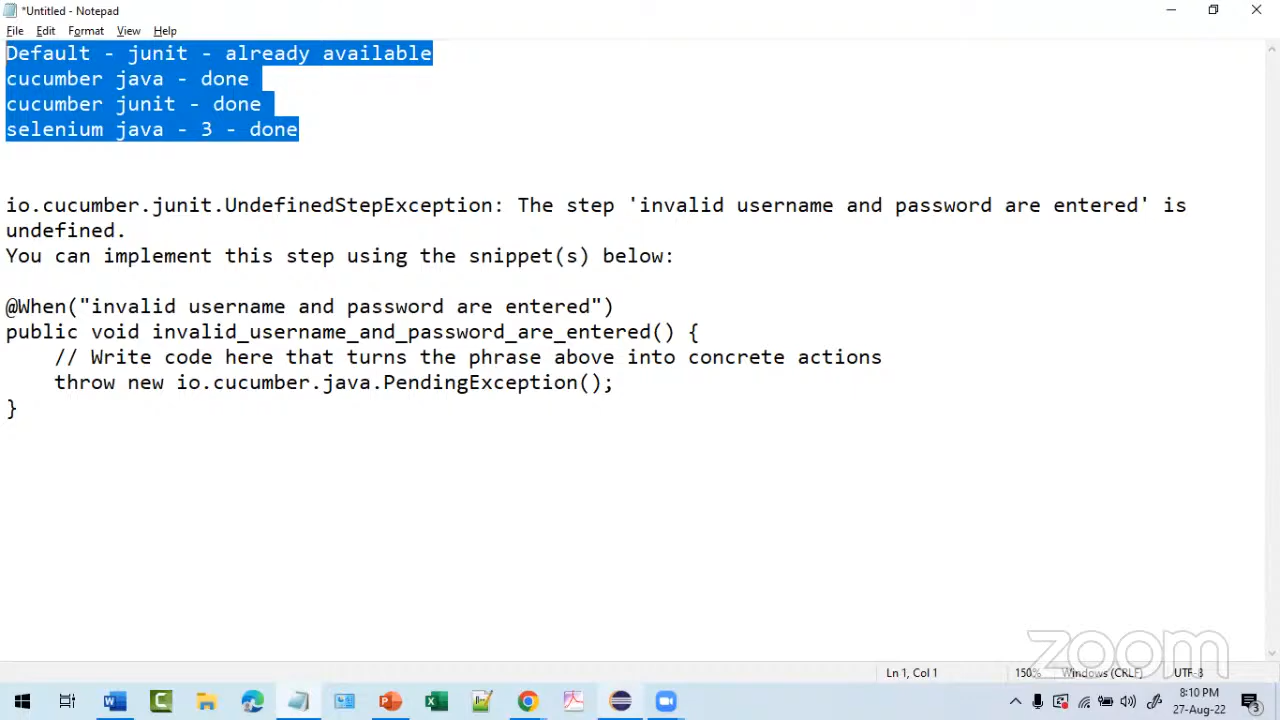 *Untitled - Notepad
File Edit Format View Help
Default - junit - already available
cucumber java - done
cucumber junit - done
selenium java - 3 - done
io.cucumber.junit.UndefinedStepException: The step 'invalid username and password are entered' is
undefined.
You can implement this step using the snippet(s) below:
@When("invalid username and password are entered")
public void invalid_username_and_password_are_entered() {
// Write code here that turns the phrase above into concrete actions
throw new io.cucumber.java.PendingException();
}
zoom
Ln 1, Col 1 150% Windows (CRLF) UTF-8
8:10 PM
27-Aug-22
3